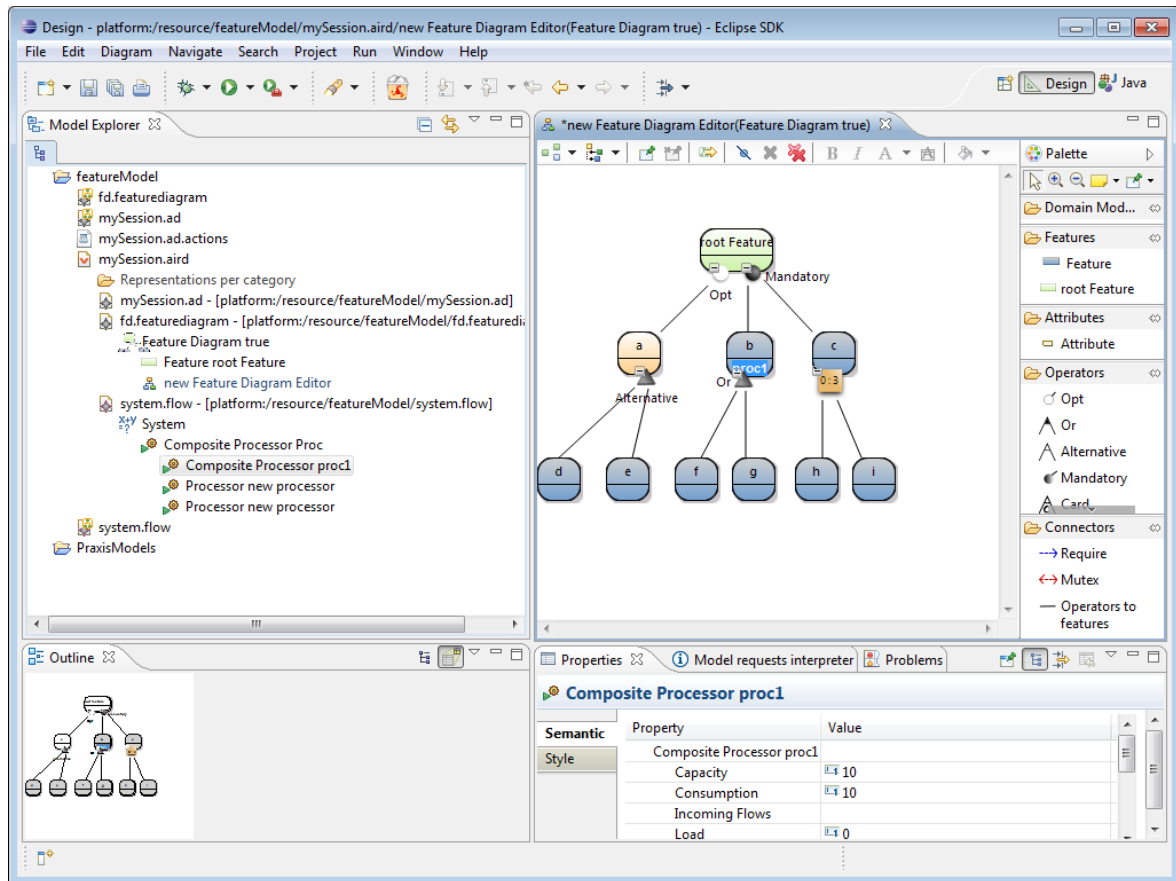 Design - platform:/resource/featureModel/mySession.aird/new Feature Diagram Editor(Feature Diagram true) - Eclipse SDK
File Edit Diagram Navigate Search Project Run Window Help
Design Java
Model Explorer
featureModel
fd.featurediagram
mySession.ad
mySession.ad.actions
mySession.aird
Representations per category
mySession.ad - [platform:/resource/featureModel/mySession.ad]
fd.featurediagram - [platform:/resource/featureModel/fd.featuredi
Feature Diagram true
Feature root Feature
new Feature Diagram Editor
system.flow - [platform:/resource/featureModel/system.flow]
System
Composite Processor Proc
Composite Processor proc1
Processor new processor
Processor new processor
system.flow
PraxisModels
*new Feature Diagram Editor(Feature Diagram true)
B I A
root Feature
Opt
Mandatory
a
b
c
proc1
0:3
Alternative
Or
d
e
f
g
h
i
Palette
Domain Mod...
Features
Feature
root Feature
Attributes
Attribute
Operators
Opt
Or
Alternative
Mandatory
Card
Connectors
Require
Mutex
Operators to
features
Outline
Properties Model requests interpreter Problems
Composite Processor proc1
Semantic
Style
Property Value
Composite Processor proc1
Capacity 10
Consumption 10
Incoming Flows
Load 0